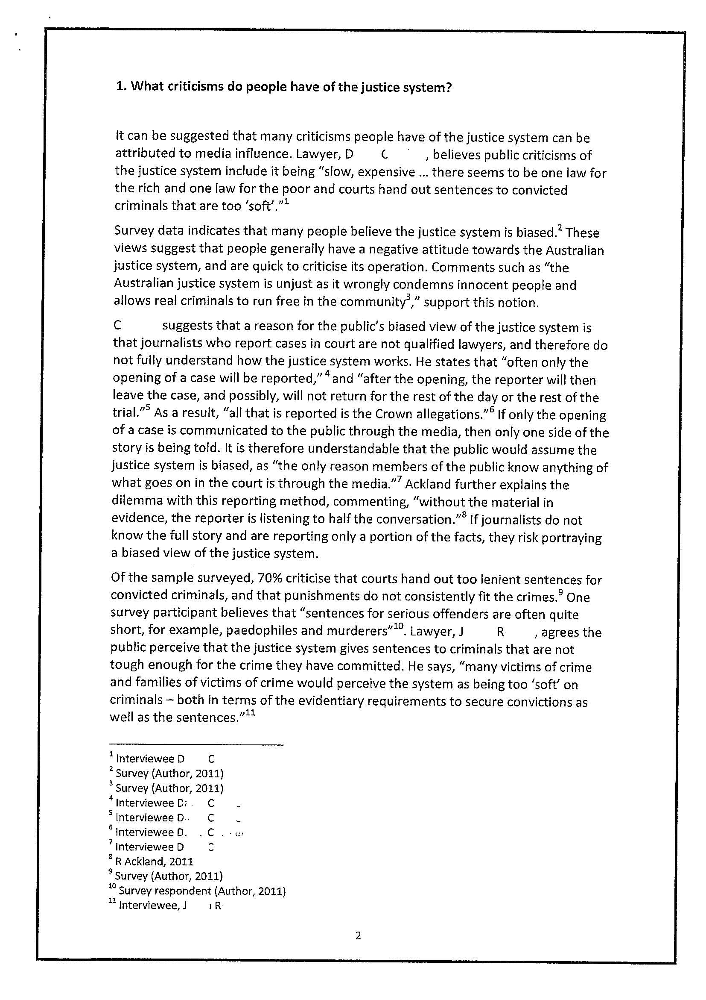 1. What criticisms do people have of the justice system?
It can be suggested that many criticisms people have of the justice system can be
attributed to media influence. Lawyer, D C , believes public criticisms of
the justice system include it being “slow, expensive ... there seems to be one law for
the rich and one law for the poor and courts hand out sentences to convicted
criminals that are too ‘soft’.”1
Survey data indicates that many people believe the justice system is biased.2 These
views suggest that people generally have a negative attitude towards the Australian
justice system, and are quick to criticise its operation. Comments such as “the
Australian justice system is unjust as it wrongly condemns innocent people and
allows real criminals to run free in the community3,” support this notion.
C suggests that a reason for the public’s biased view of the justice system is
that journalists who report cases in court are not qualified lawyers, and therefore do
not fully understand how the justice system works. He states that “often only the
opening of a case will be reported,” 4 and “after the opening, the reporter will then
leave the case, and possibly, will not return for the rest of the day or the rest of the
trial.”5 As a result, “all that is reported is the Crown allegations.”6 If only the opening
of a case is communicated to the public through the media, then only one side of the
story is being told. It is therefore understandable that the public would assume the
justice system is biased, as “the only reason members of the public know anything of
what goes on in the court is through the media.”7 Ackland further explains the
dilemma with this reporting method, commenting, “without the material in
evidence, the reporter is listening to half the conversation.”8 If journalists do not
know the full story and are reporting only a portion of the facts, they risk portraying
a biased view of the justice system.
Of the sample surveyed, 70% criticise that courts hand out too lenient sentences for
convicted criminals, and that punishments do not consistently fit the crimes.9 One
survey participant believes that “sentences for serious offenders are often quite
short, for example, paedophiles and murderers”10. Lawyer, J R , agrees the
public perceive that the justice system gives sentences to criminals that are not
tough enough for the crime they have committed. He says, “many victims of crime
and families of victims of crime would perceive the system as being too ‘soft’ on
criminals – both in terms of the evidentiary requirements to secure convictions as
well as the sentences.”11
1 Interviewee D C
2 Survey (Author, 2011)
3 Survey (Author, 2011)
4 Interviewee D C
5 Interviewee D C
6 Interviewee D C
7 Interviewee D
8 R Ackland, 2011
9 Survey (Author, 2011)
10 Survey respondent (Author, 2011)
11 Interviewee, J R
2